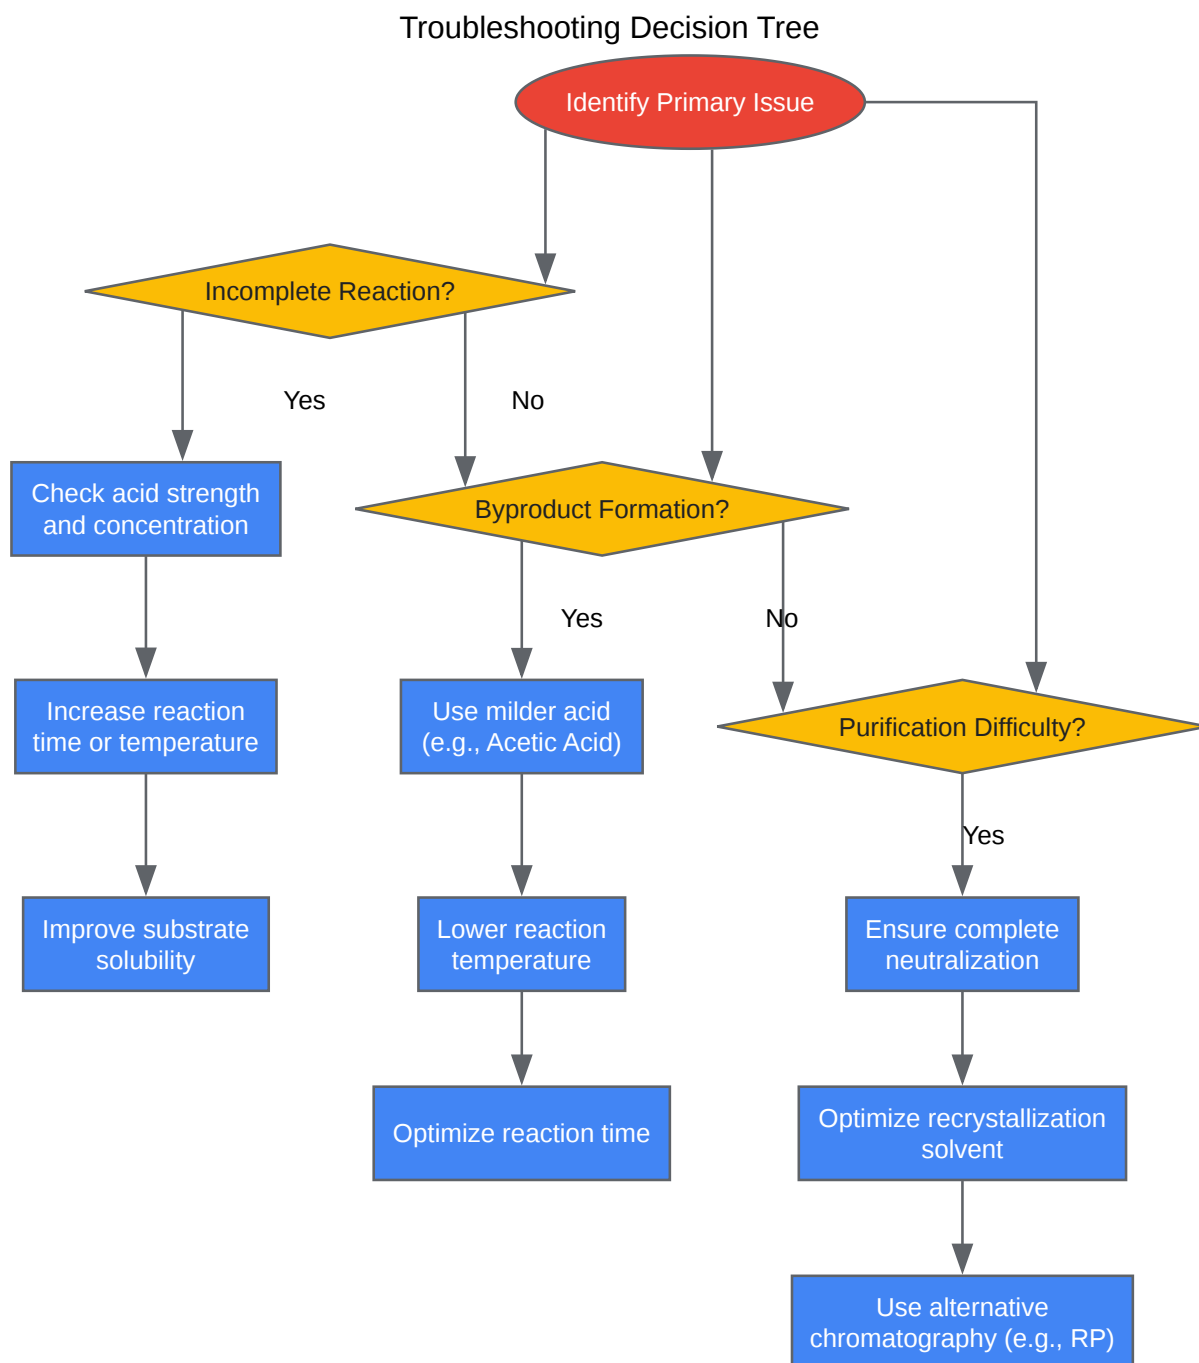 Troubleshooting Decision Tree
Identify Primary Issue
Incomplete Reaction?
Yes
No
Check acid strength
and concentration
Byproduct Formation?
Yes
No
Increase reaction
time or temperature
Use milder acid
(e.g., Acetic Acid)
Purification Difficulty?
Yes
Improve substrate
solubility
Lower reaction
temperature
Ensure complete
neutralization
Optimize reaction time
Optimize recrystallization
solvent
Use alternative
chromatography (e.g., RP)